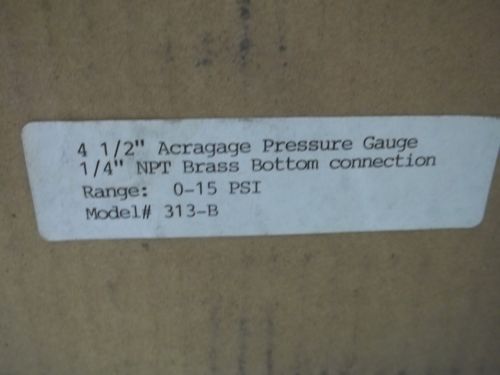 4 1/2" Acragage Pressure Gauge
1/4" NPT Brass Bottom connection
Range: 0-15 PSI
Model# 313-B